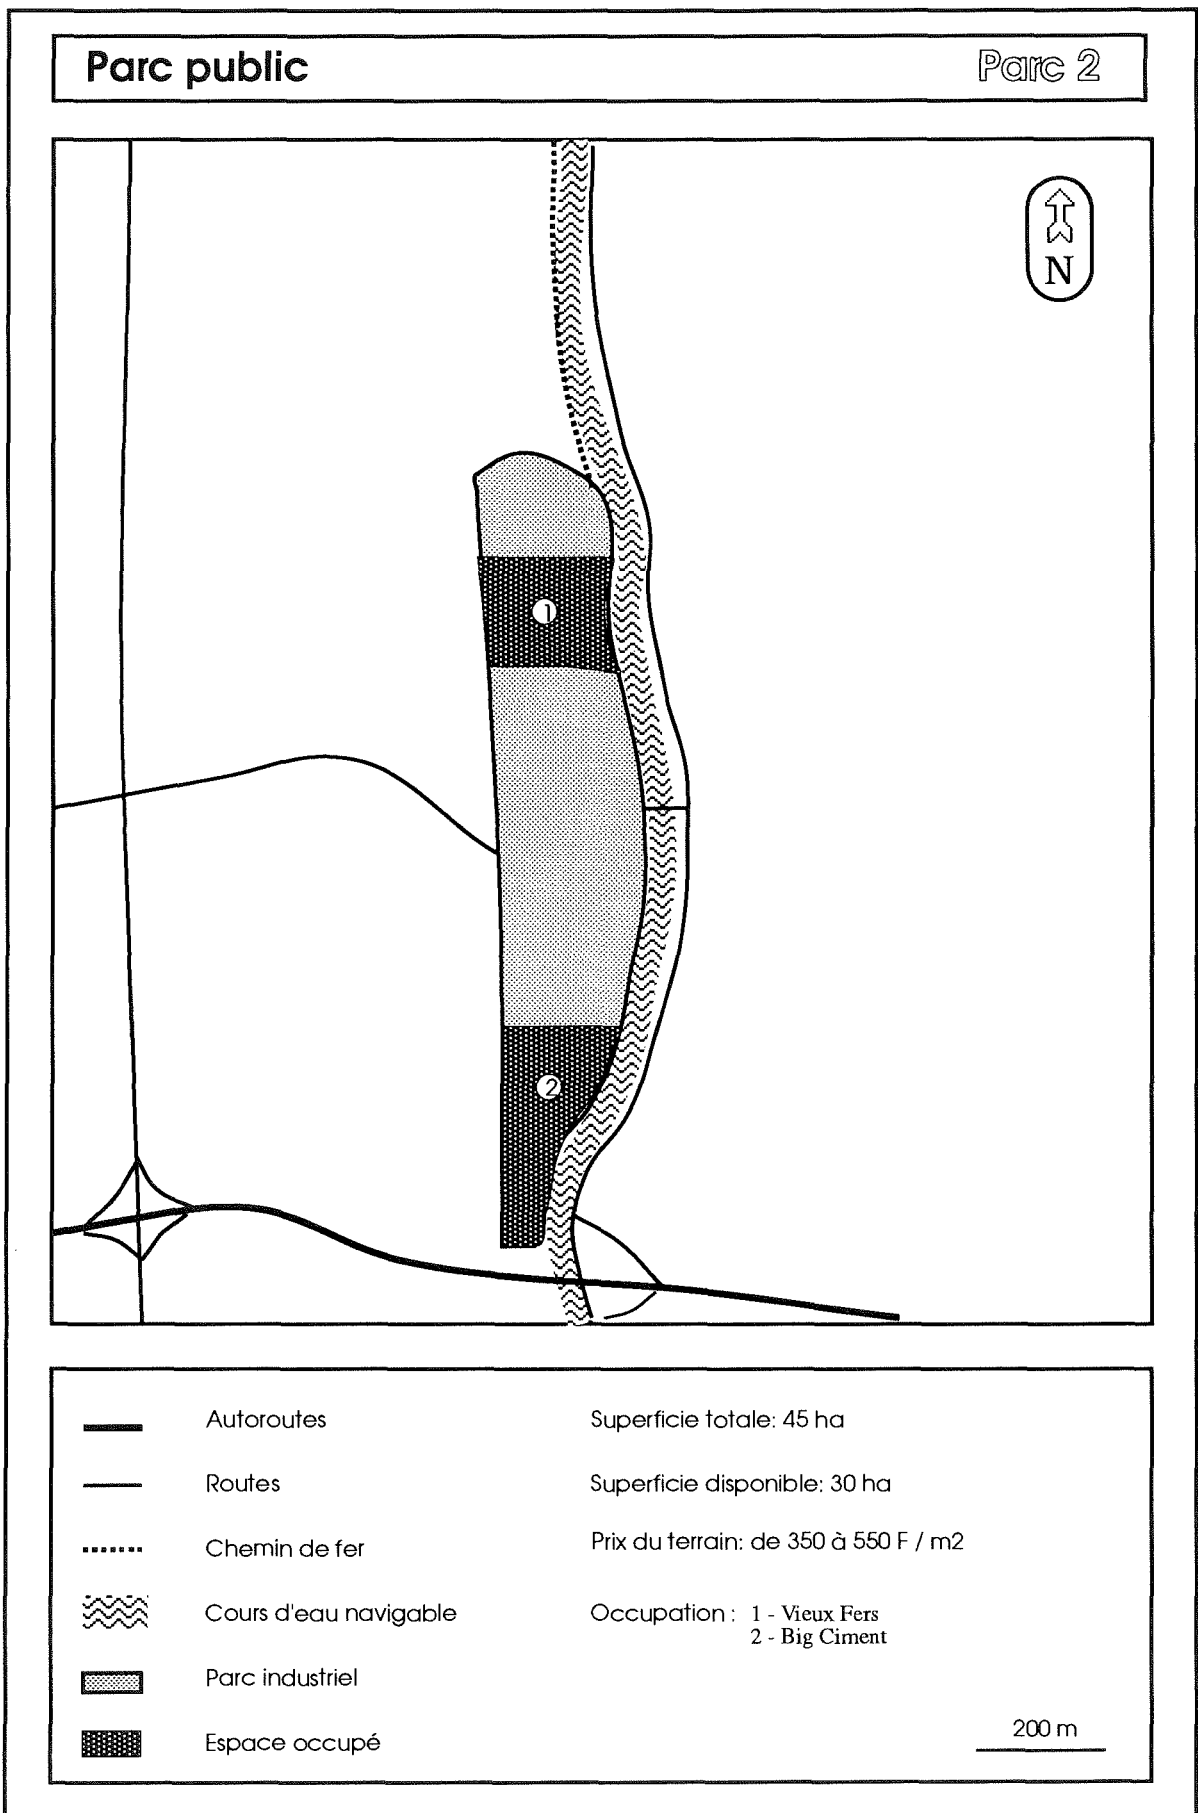 Parc public
Parc 2
N
1
2
Autoroutes
Superficie totale: 45 ha
Routes
Superficie disponible: 30 ha
Chemin de fer
Prix du terrain: de 350 à 550 F / m2
Cours d'eau navigable
Occupation : 1 - Vieux Fers
2 - Big Ciment
Parc industriel
Espace occupé
200 m